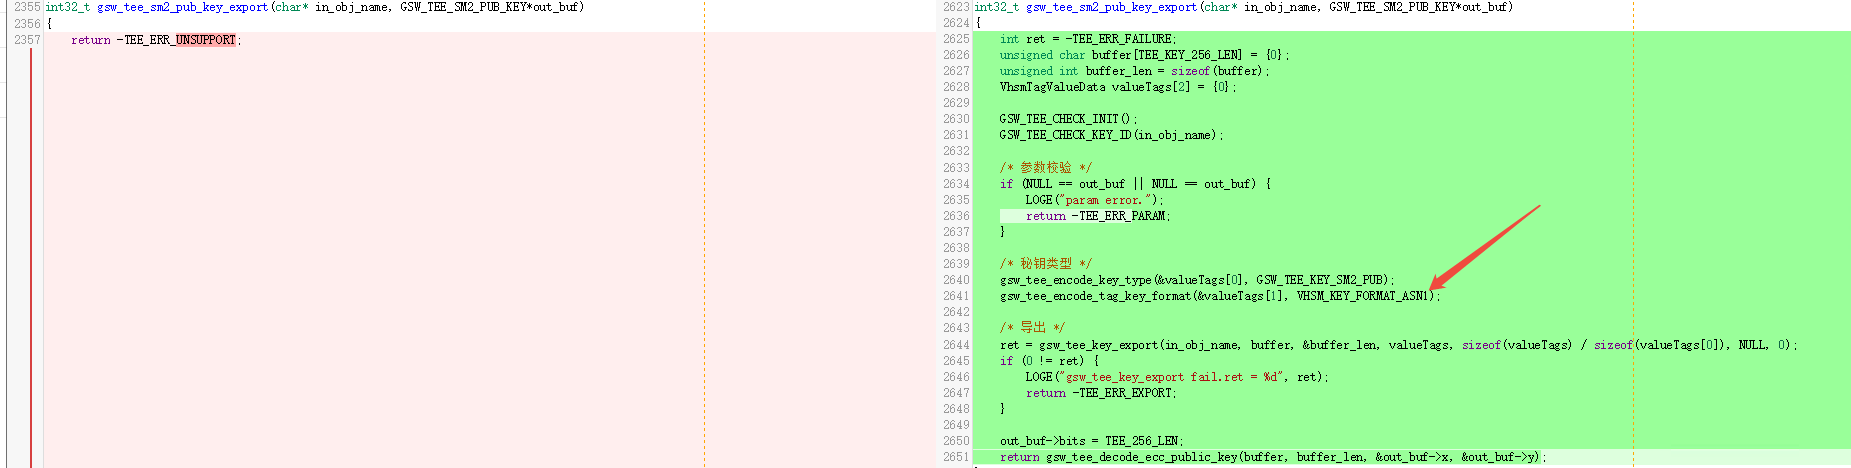 2355 int32_t gsw_tee_sm2_pub_key_export(char* in_obj_name, GSW_TEE_SM2_PUB_KEY*out_buf)
2356 {
2357     return -TEE_ERR_UNSUPPORT;
2623 int32_t gsw_tee_sm2_pub_key_export(char* in_obj_name, GSW_TEE_SM2_PUB_KEY*out_buf)
2624 {
2625     int ret = -TEE_ERR_FAILURE;
2626     unsigned char buffer[TEE_KEY_256_LEN] = {0};
2627     unsigned int buffer_len = sizeof(buffer);
2628     VhsmTagValueData valueTags[2] = {0};
2629
2630     GSW_TEE_CHECK_INIT();
2631     GSW_TEE_CHECK_KEY_ID(in_obj_name);
2632
2633     /* 参数校验 */
2634     if (NULL == out_buf || NULL == out_buf) {
2635         LOGE("param error.");
2636         return -TEE_ERR_PARAM;
2637     }
2638
2639     /* 秘钥类型 */
2640     gsw_tee_encode_key_type(&valueTags[0], GSW_TEE_KEY_SM2_PUB);
2641     gsw_tee_encode_tag_key_format(&valueTags[1], VHSM_KEY_FORMAT_ASN1);
2642
2643     /* 导出 */
2644     ret = gsw_tee_key_export(in_obj_name, buffer, &buffer_len, valueTags, sizeof(valueTags) / sizeof(valueTags[0]), NULL, 0);
2645     if (0 != ret) {
2646         LOGE("gsw_tee_key_export fail.ret = %d", ret);
2647         return -TEE_ERR_EXPORT;
2648     }
2649
2650     out_buf->bits = TEE_256_LEN;
2651     return gsw_tee_decode_ecc_public_key(buffer, buffer_len, &out_buf->x, &out_buf->y);